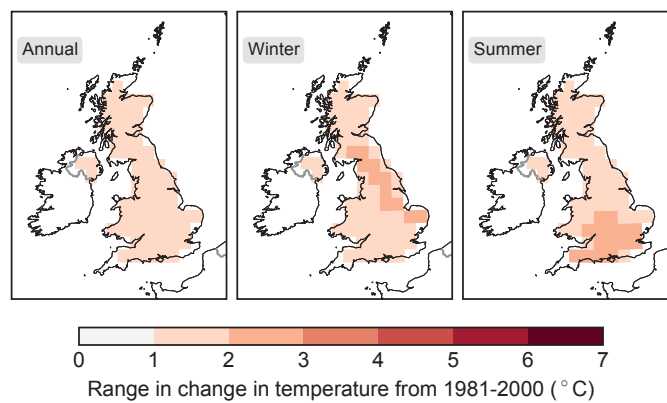 Annual Winter Summer
0 1 2 3 4 5 6 7
Range in change in temperature from 1981-2000 (°C)